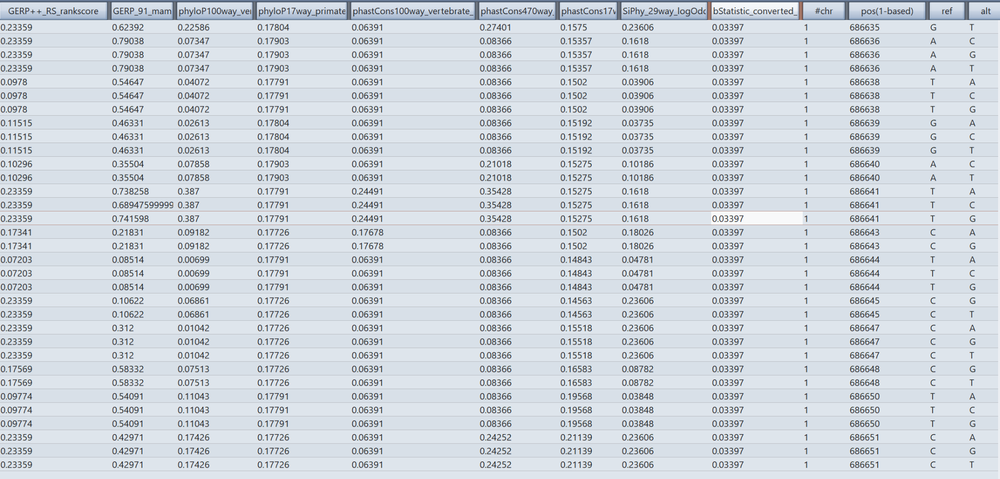 GERP++_RS_rankscore GERP_91_mam phyloP100way_ver phyloP17way_primate phastCons100way_vertebrate_ phastCons470way_ phastCons17w SiPhy_29way_logOdd bStatistic_converted_ #chr pos(1-based) ref alt
0.23359 0.62392 0.22586 0.17804 0.06391 0.27401 0.1575 0.23606 0.03397 1 686635 G T
0.23359 0.79038 0.07347 0.17903 0.06391 0.08366 0.15357 0.1618 0.03397 1 686636 A C
0.23359 0.79038 0.07347 0.17903 0.06391 0.08366 0.15357 0.1618 0.03397 1 686636 A G
0.23359 0.79038 0.07347 0.17903 0.06391 0.08366 0.15357 0.1618 0.03397 1 686636 A T
0.0978 0.54647 0.04072 0.17791 0.06391 0.08366 0.1502 0.03906 0.03397 1 686638 T A
0.0978 0.54647 0.04072 0.17791 0.06391 0.08366 0.1502 0.03906 0.03397 1 686638 T C
0.0978 0.54647 0.04072 0.17791 0.06391 0.08366 0.1502 0.03906 0.03397 1 686638 T G
0.11515 0.46331 0.02613 0.17804 0.06391 0.08366 0.15192 0.03735 0.03397 1 686639 G A
0.11515 0.46331 0.02613 0.17804 0.06391 0.08366 0.15192 0.03735 0.03397 1 686639 G C
0.11515 0.46331 0.02613 0.17804 0.06391 0.08366 0.15192 0.03735 0.03397 1 686639 G T
0.10296 0.35504 0.07858 0.17903 0.06391 0.21018 0.15275 0.10186 0.03397 1 686640 A C
0.10296 0.35504 0.07858 0.17903 0.06391 0.21018 0.15275 0.10186 0.03397 1 686640 A T
0.23359 0.738258 0.387 0.17791 0.24491 0.35428 0.15275 0.1618 0.03397 1 686641 T A
0.23359 0.68947599999 0.387 0.17791 0.24491 0.35428 0.15275 0.1618 0.03397 1 686641 T C
0.23359 0.741598 0.387 0.17791 0.24491 0.35428 0.15275 0.1618 0.03397 1 686641 T G
0.17341 0.21831 0.09182 0.17726 0.17678 0.08366 0.1502 0.18026 0.03397 1 686643 C A
0.17341 0.21831 0.09182 0.17726 0.17678 0.08366 0.1502 0.18026 0.03397 1 686643 C G
0.07203 0.08514 0.00699 0.17791 0.06391 0.08366 0.14843 0.04781 0.03397 1 686644 T A
0.07203 0.08514 0.00699 0.17791 0.06391 0.08366 0.14843 0.04781 0.03397 1 686644 T C
0.07203 0.08514 0.00699 0.17791 0.06391 0.08366 0.14843 0.04781 0.03397 1 686644 T G
0.23359 0.10622 0.06861 0.17726 0.06391 0.08366 0.14563 0.23606 0.03397 1 686645 C G
0.23359 0.10622 0.06861 0.17726 0.06391 0.08366 0.14563 0.23606 0.03397 1 686645 C T
0.23359 0.312 0.01042 0.17726 0.06391 0.08366 0.15518 0.23606 0.03397 1 686647 C A
0.23359 0.312 0.01042 0.17726 0.06391 0.08366 0.15518 0.23606 0.03397 1 686647 C G
0.23359 0.312 0.01042 0.17726 0.06391 0.08366 0.15518 0.23606 0.03397 1 686647 C T
0.17569 0.58332 0.07513 0.17726 0.06391 0.08366 0.16583 0.08782 0.03397 1 686648 C G
0.17569 0.58332 0.07513 0.17726 0.06391 0.08366 0.16583 0.08782 0.03397 1 686648 C T
0.09774 0.54091 0.11043 0.17791 0.06391 0.08366 0.19568 0.03848 0.03397 1 686650 T A
0.09774 0.54091 0.11043 0.17791 0.06391 0.08366 0.19568 0.03848 0.03397 1 686650 T C
0.09774 0.54091 0.11043 0.17791 0.06391 0.08366 0.19568 0.03848 0.03397 1 686650 T G
0.23359 0.42971 0.17426 0.17726 0.06391 0.24252 0.21139 0.23606 0.03397 1 686651 C A
0.23359 0.42971 0.17426 0.17726 0.06391 0.24252 0.21139 0.23606 0.03397 1 686651 C G
0.23359 0.42971 0.17426 0.17726 0.06391 0.24252 0.21139 0.23606 0.03397 1 686651 C T